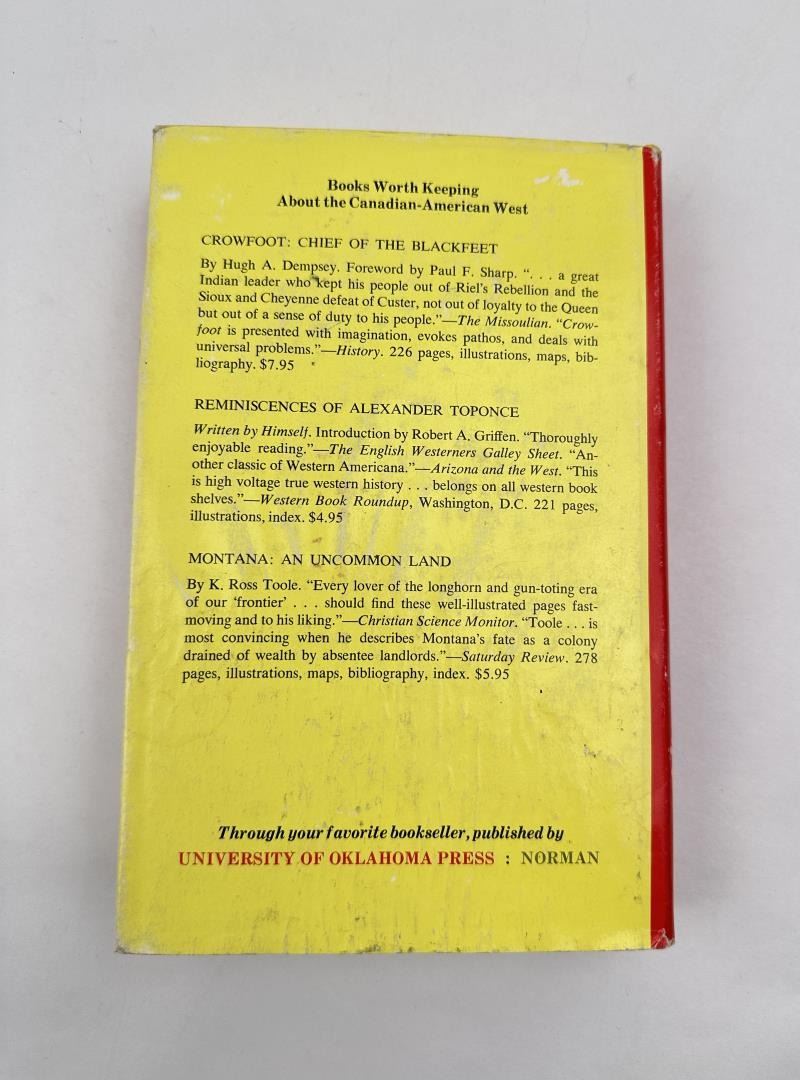 Books Worth Keeping
About the Canadian-American West
CROWFOOT: CHIEF OF THE BLACKFEET
By Hugh A. Dempsey. Foreword by Paul F. Sharp. “. . . a great
Indian leader who kept his people out of Riel’s Rebellion and the
Sioux and Cheyenne defeat of Custer, not out of loyalty to the Queen
but out of a sense of duty to his people.”—The Missoulian. “Crow-
foot is presented with imagination, evokes pathos, and deals with
universal problems.”—History. 226 pages, illustrations, maps, bib-
liography. $7.95
REMINISCENCES OF ALEXANDER TOPONCE
Written by Himself. Introduction by Robert A. Griffen. “Thoroughly
enjoyable reading.”—The English Westerners Galley Sheet. “An-
other classic of Western Americana.”—Arizona and the West. “This
is high voltage true western history . . . belongs on all western book
shelves.”—Western Book Roundup, Washington, D.C. 221 pages,
illustrations, index. $4.95
MONTANA: AN UNCOMMON LAND
By K. Ross Toole. “Every lover of the longhorn and gun-toting era
of our ‘frontier’ . . . should find these well-illustrated pages fast-
moving and to his liking.”—Christian Science Monitor. “Toole . . . is
most convincing when he describes Montana’s fate as a colony
drained of wealth by absentee landlords.”—Saturday Review. 278
pages, illustrations, maps, bibliography, index. $5.95
Through your favorite bookseller, published by
UNIVERSITY OF OKLAHOMA PRESS : NORMAN